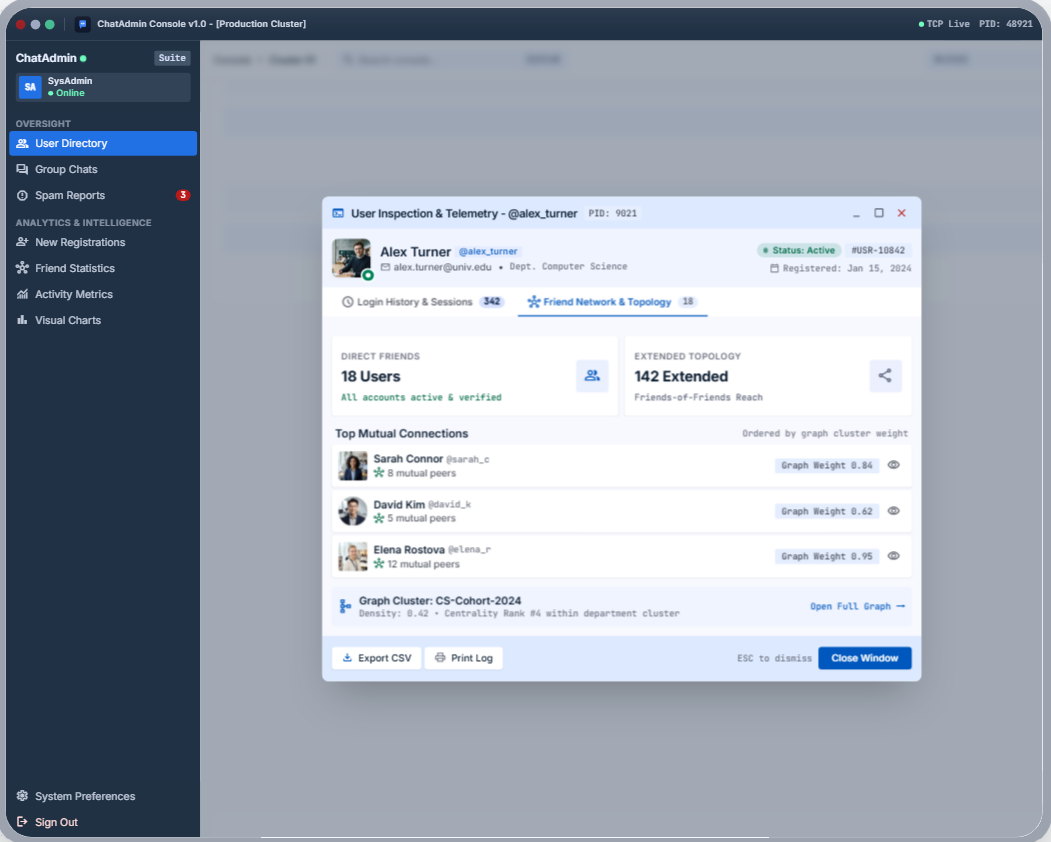 ChatAdmin Console v1.0 - [Production Cluster]
TCP Live PID: 48921
ChatAdmin
Suite
SA
SysAdmin
Online
OVERSIGHT
User Directory
Group Chats
Spam Reports
3
ANALYTICS & INTELLIGENCE
New Registrations
Friend Statistics
Activity Metrics
Visual Charts
System Preferences
Sign Out
User Inspection & Telemetry - @alex_turner PID: 9021
Alex Turner @alex_turner
alex.turner@univ.edu • Dept. Computer Science
Status: Active #USR-10842
Registered: Jan 15, 2024
Login History & Sessions 342
Friend Network & Topology 18
DIRECT FRIENDS
18 Users
All accounts active & verified
EXTENDED TOPOLOGY
142 Extended
Friends-of-Friends Reach
Top Mutual Connections
Ordered by graph cluster weight
Sarah Connor @sarah_c
8 mutual peers
Graph Weight 0.84
David Kim @david_k
5 mutual peers
Graph Weight 0.62
Elena Rostova @elena_r
12 mutual peers
Graph Weight 0.95
Graph Cluster: CS-Cohort-2024
Density: 0.42 • Centrality Rank #4 within department cluster
Open Full Graph →
Export CSV
Print Log
ESC to dismiss
Close Window